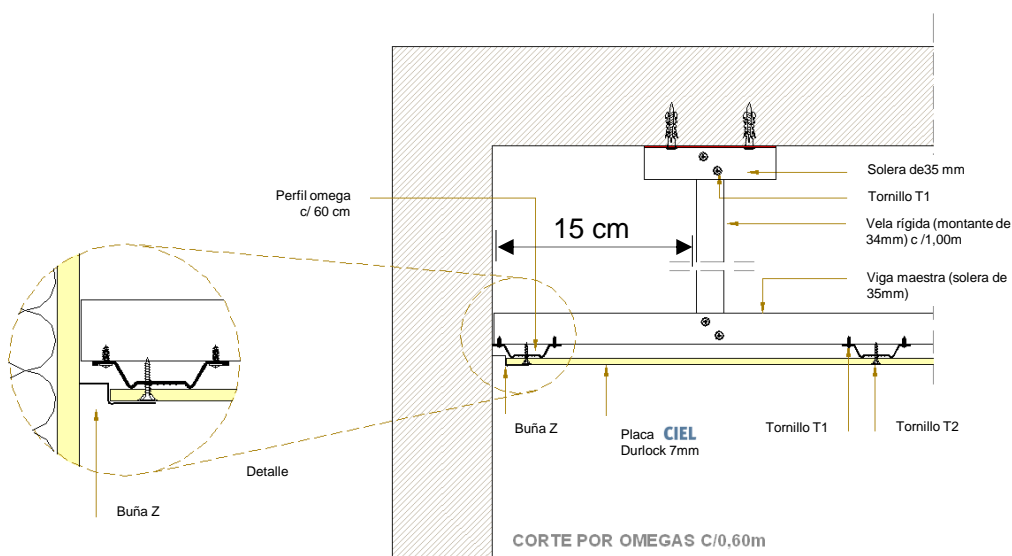 Solera de35 mm
Tornillo T1
Vela rígida (montante de
34mm) c /1,00m
Viga maestra (solera de
35mm)
Perfil omega
c/ 60 cm
15 cm
Buña Z
Placa CIEL
Durlock 7mm
Tornillo T1
Tornillo T2
Detalle
Buña Z
CORTE POR OMEGAS C/0,60m